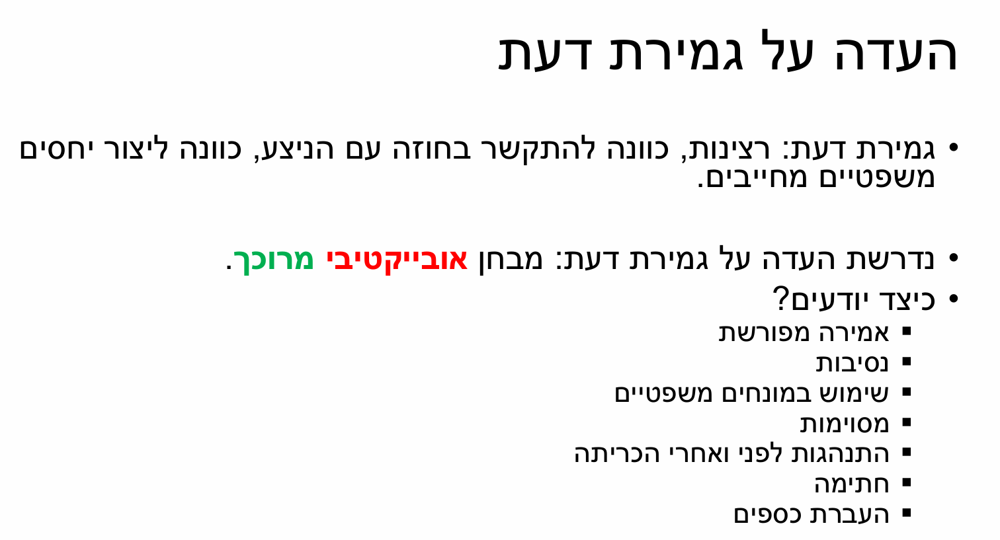 העדה על גמירת דעת
• גמירת דעת: רצינות, כוונה להתקשר בחוזה עם הניצע, כוונה ליצור יחסים
משפטיים מחייבים.
• נדרשת העדה על גמירת דעת: מבחן אובייקטיבי מרוכך.
• כיצד יודעים?
▪ אמירה מפורשת
▪ נסיבות
▪ שימוש במונחים משפטיים
▪ מסוימות
▪ התנהגות לפני ואחרי הכריתה
▪ חתימה
▪ העברת כספים